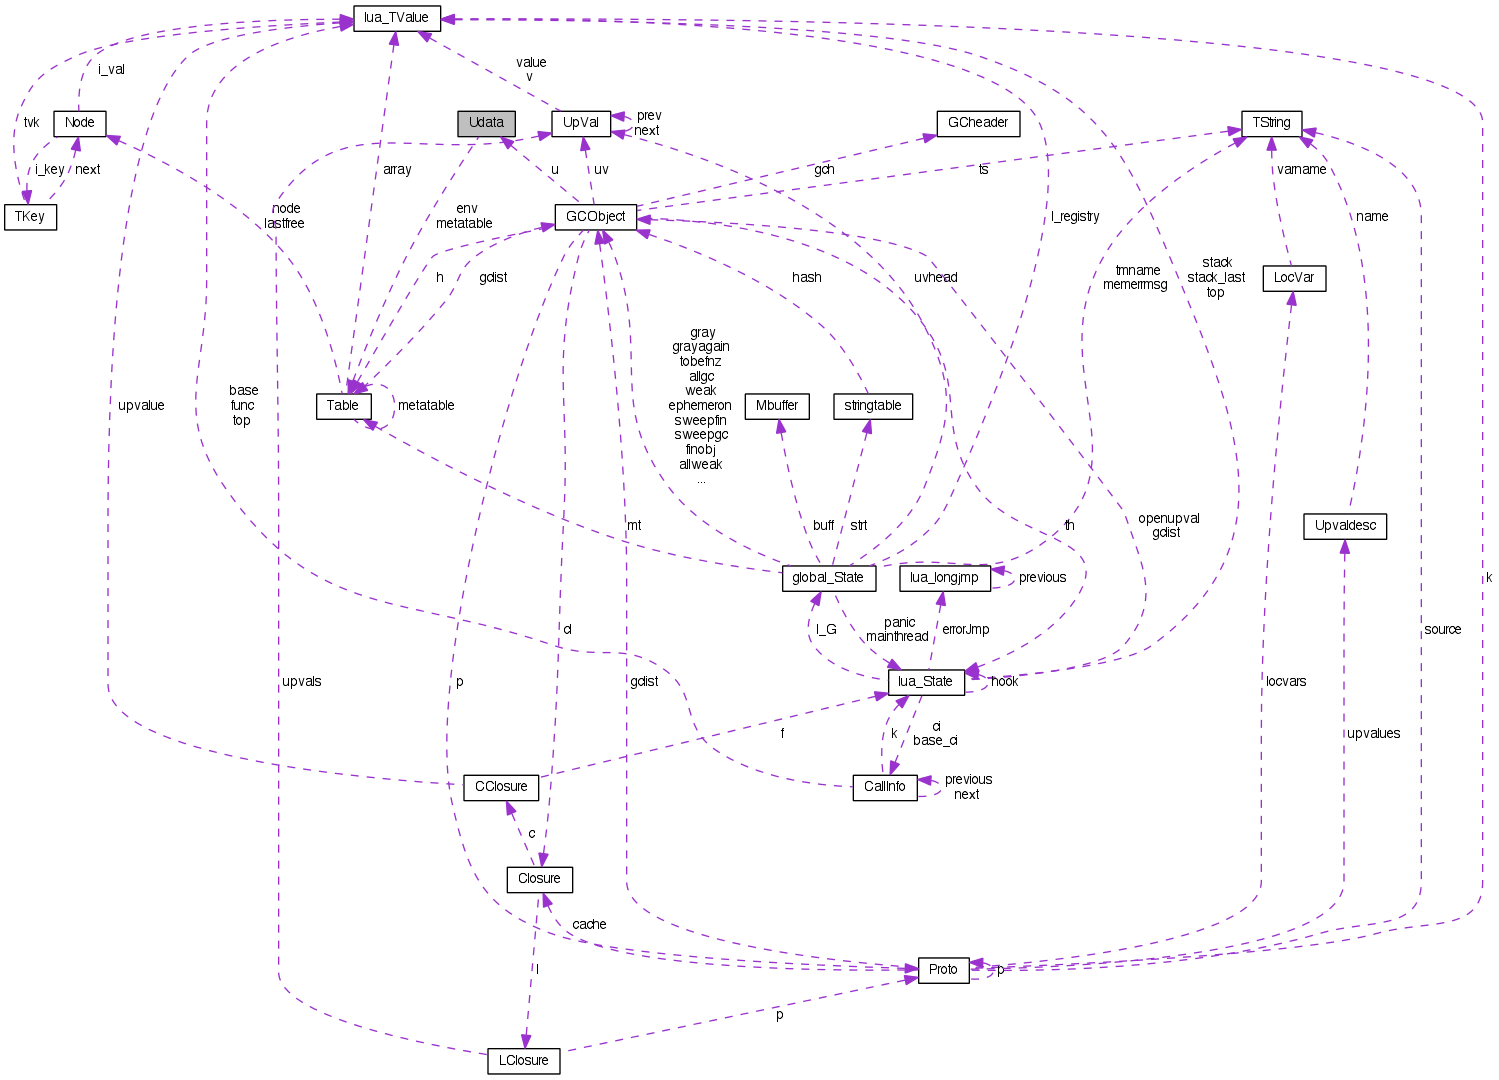 lua_TValue
i_val
value
v
Node
Udata
UpVal
prev
next
GCheader
TString
tvk
i_key
next
array
u
uv
gch
ts
varname
TKey
node
lastfree
env
metatable
GCObject
l_registry
name
h
gdist
hash
uvhead
tmname
memerrmsg
stack
stack_last
top
LocVar
gray
grayagain
tobefnz
allgc
weak
ephemeron
sweepfin
sweepgc
finobj
allweak
...
upvalue
base
func
top
Table
metatable
Mbuffer
stringtable
mt
buff
strt
th
openupval
gdist
Upvaldesc
global_State
lua_longjmp
previous
k
l_G
panic
mainthread
errorJmp
cl
source
upvals
p
gdist
lua_State
hook
locvars
f
k
ci
base_ci
upvalues
CClosure
CallInfo
previous
next
c
Closure
cache
l
Proto
p
p
LClosure